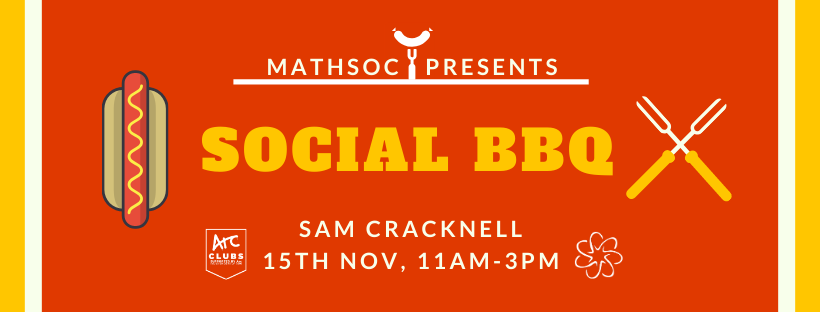 MATHSOC PRESENTS
SOCIAL BBQ
SAM CRACKNELL
15TH NOV, 11AM-3PM
ARC
CLUBS